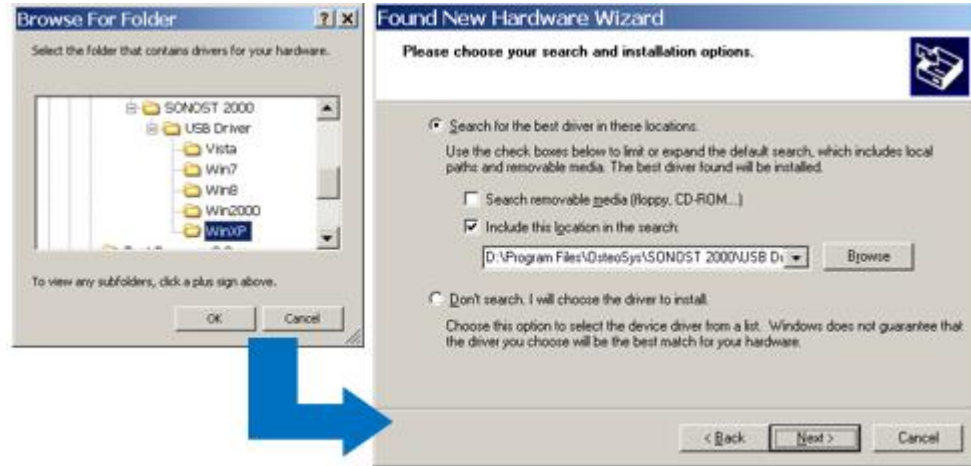 Browse For Folder
Select the folder that contains drivers for your hardware.
SONOST 2000
USB Driver
Vista
Win7
Win8
Win2000
WinXP
To view any subfolders, click a plus sign above.
OK
Cancel
Found New Hardware Wizard
Please choose your search and installation options.
Search for the best driver in these locations.
Use the check boxes below to limit or expand the default search, which includes local
paths and removable media. The best driver found will be installed.
Search removable media (floppy, CD-ROM...)
Include this location in the search:
D:\Program Files\OsteoSys\SONOST 2000\USB Dri
Browse
Don't search. I will choose the driver to install.
Choose this option to select the device driver from a list. Windows does not guarantee that
the driver you choose will be the best match for your hardware.
< Back
Next >
Cancel